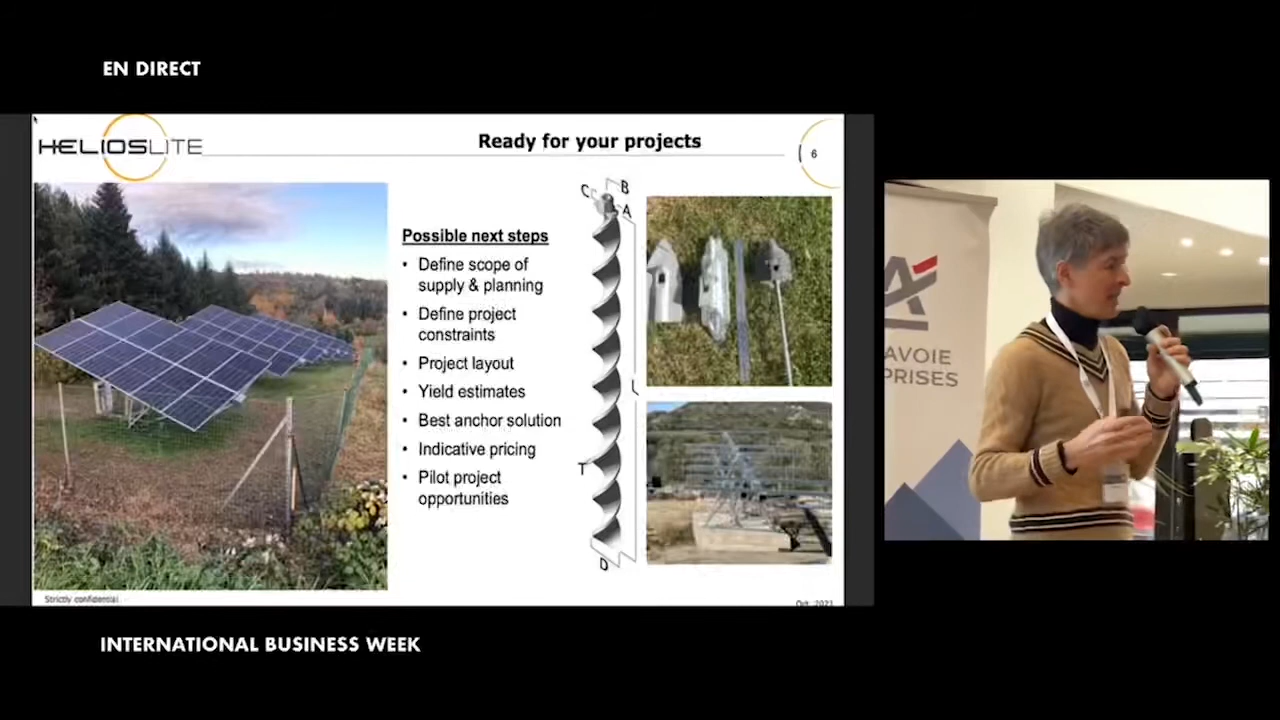 EN DIRECT
HELIOSLITE
Ready for your projects
6
Possible next steps
• Define scope of
supply & planning
• Define project
constraints
• Project layout
• Yield estimates
• Best anchor solution
• Indicative pricing
• Pilot project
opportunities
C
B
A
L
T
D
Strictly confidential
Oct. 2021
AVOIE
PRISES
INTERNATIONAL BUSINESS WEEK